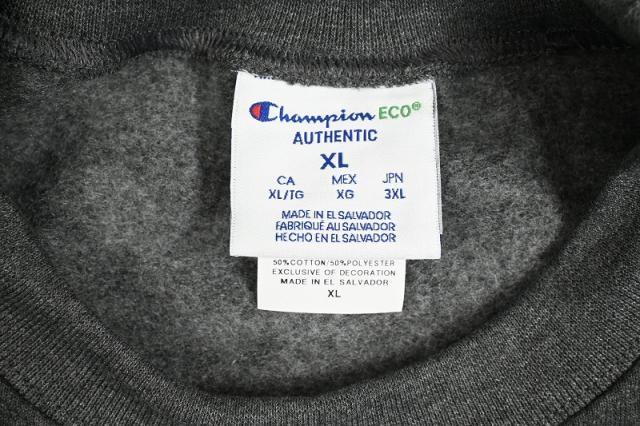 Champion ECO®
AUTHENTIC
XL
CA MEX JPN
XL/TG XG 3XL
MADE IN EL SALVADOR
FABRIQUÉ AU SALVADOR
HECHO EN EL SALVADOR
50%COTTON/50%POLYESTER
EXCLUSIVE OF DECORATION
MADE IN EL SALVADOR
XL